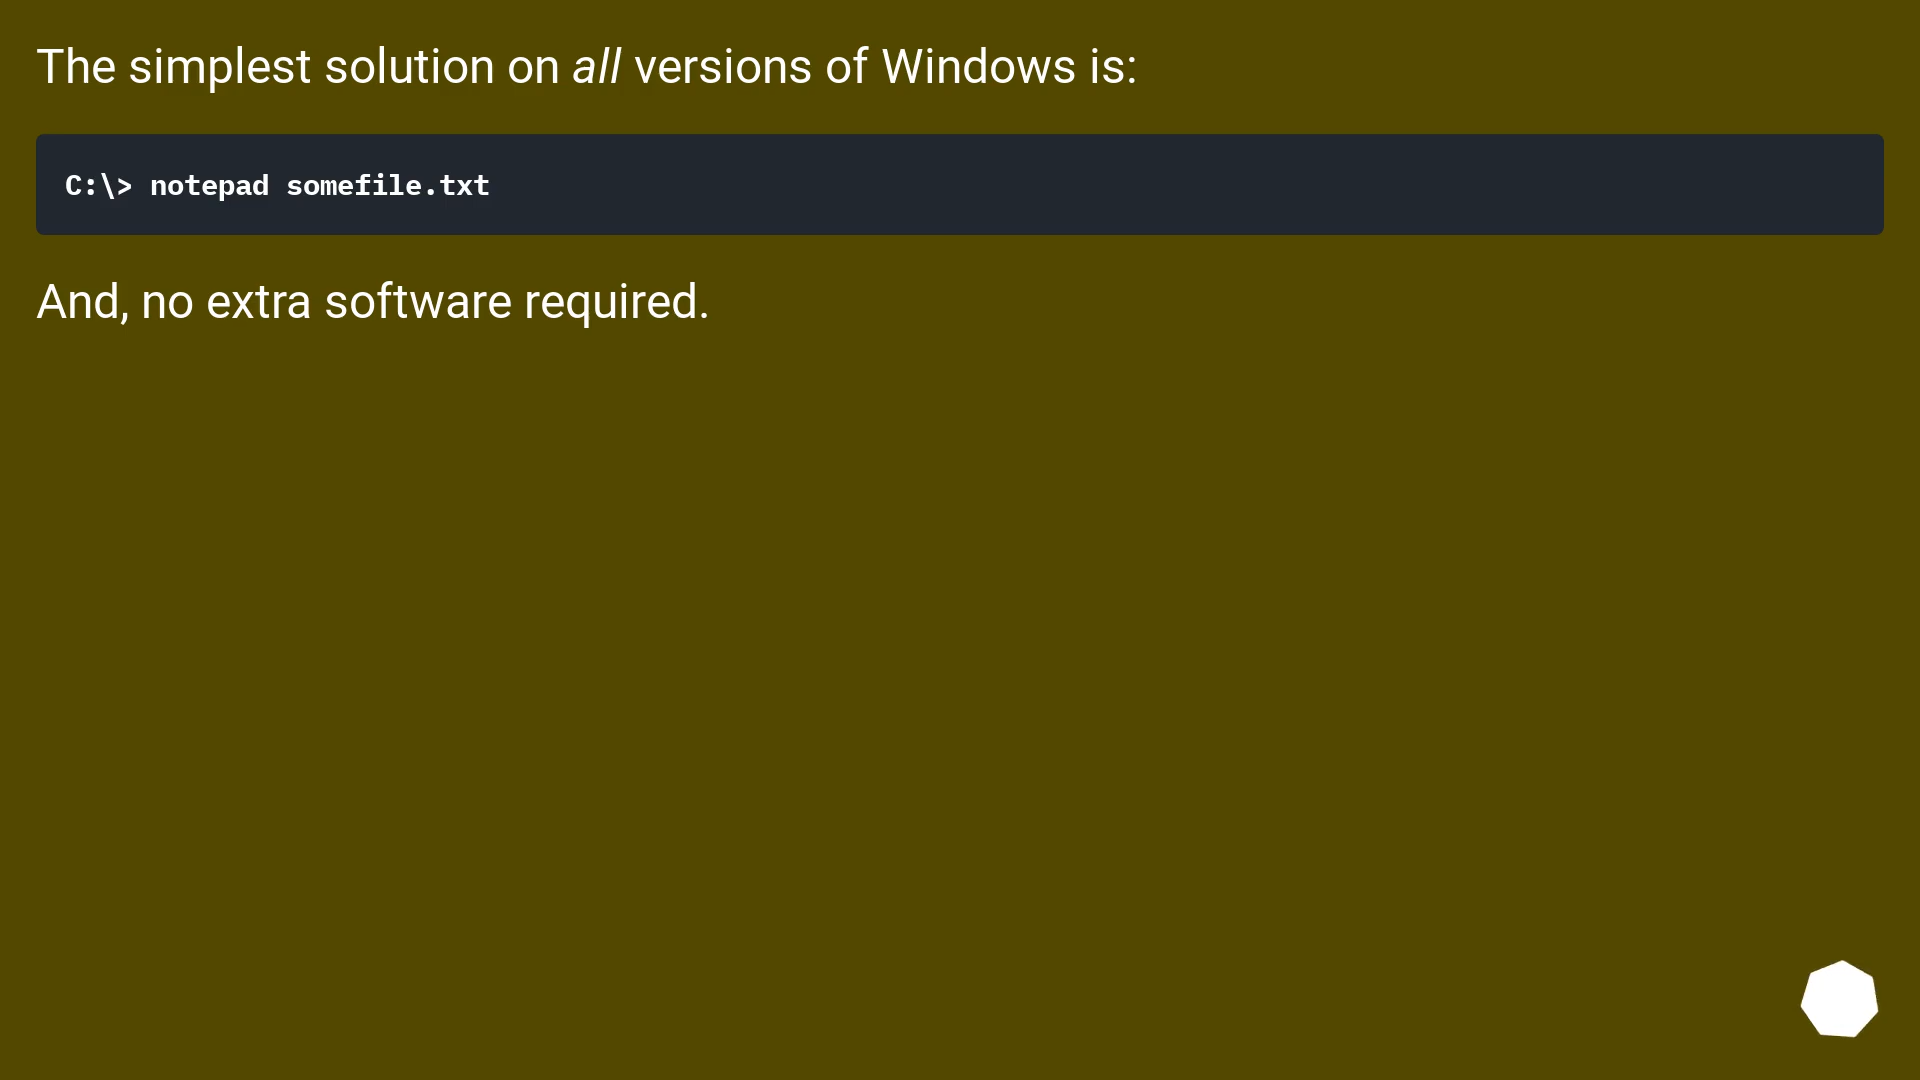 The simplest solution on all versions of Windows is:
C:\> notepad somefile.txt
And, no extra software required.